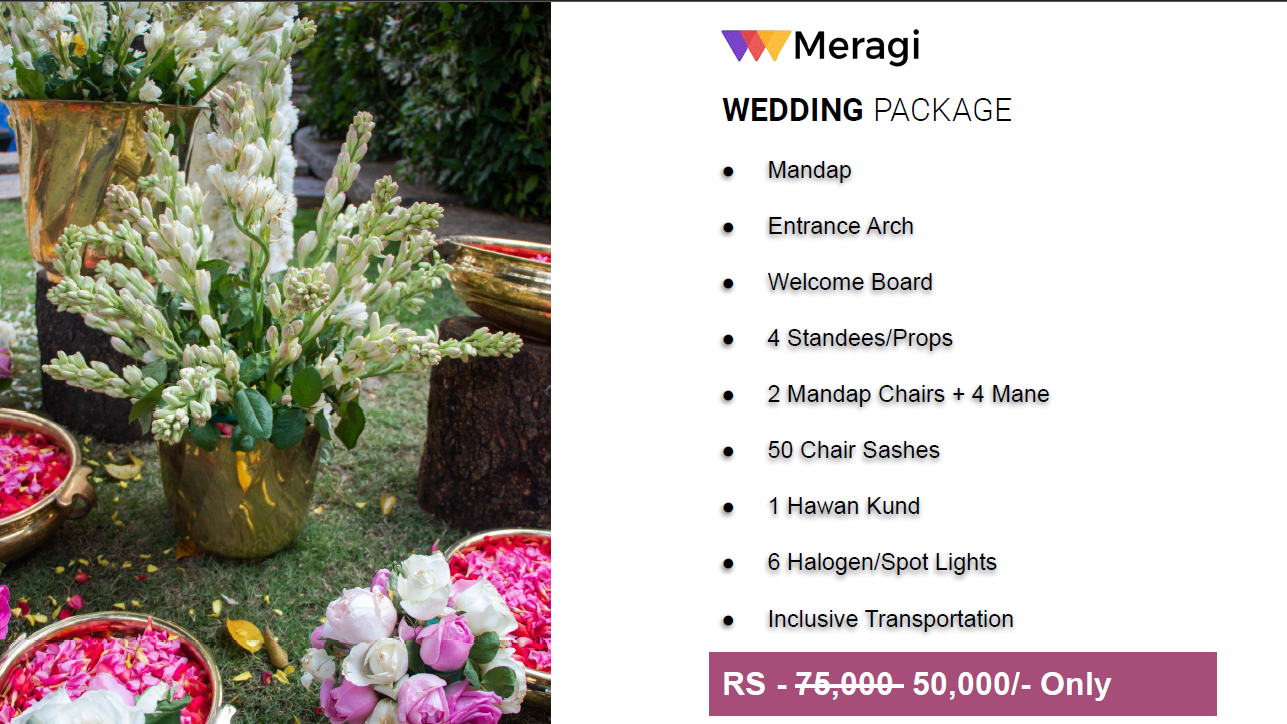 Meragi
WEDDING PACKAGE
● Mandap
● Entrance Arch
● Welcome Board
● 4 Standees/Props
● 2 Mandap Chairs + 4 Mane
● 50 Chair Sashes
● 1 Hawan Kund
● 6 Halogen/Spot Lights
● Inclusive Transportation
RS - 75,000 50,000/- Only